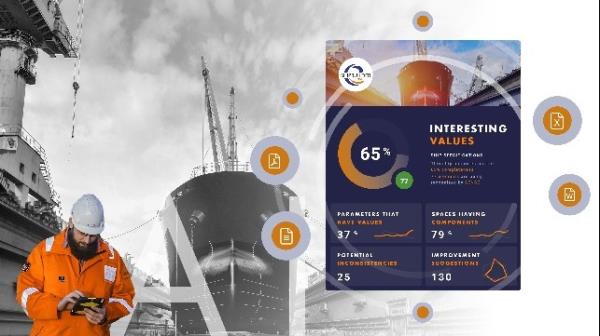 AI
INTERESTING
VALUES
65%
77
PARAMETERS THAT
HAVE VALUES
37 %
SPACES HAVING
COMPONENTS
79 %
POTENTIAL
INCONSISTENCIES
25
IMPROVEMENT
SUGGESTIONS
130
X
W